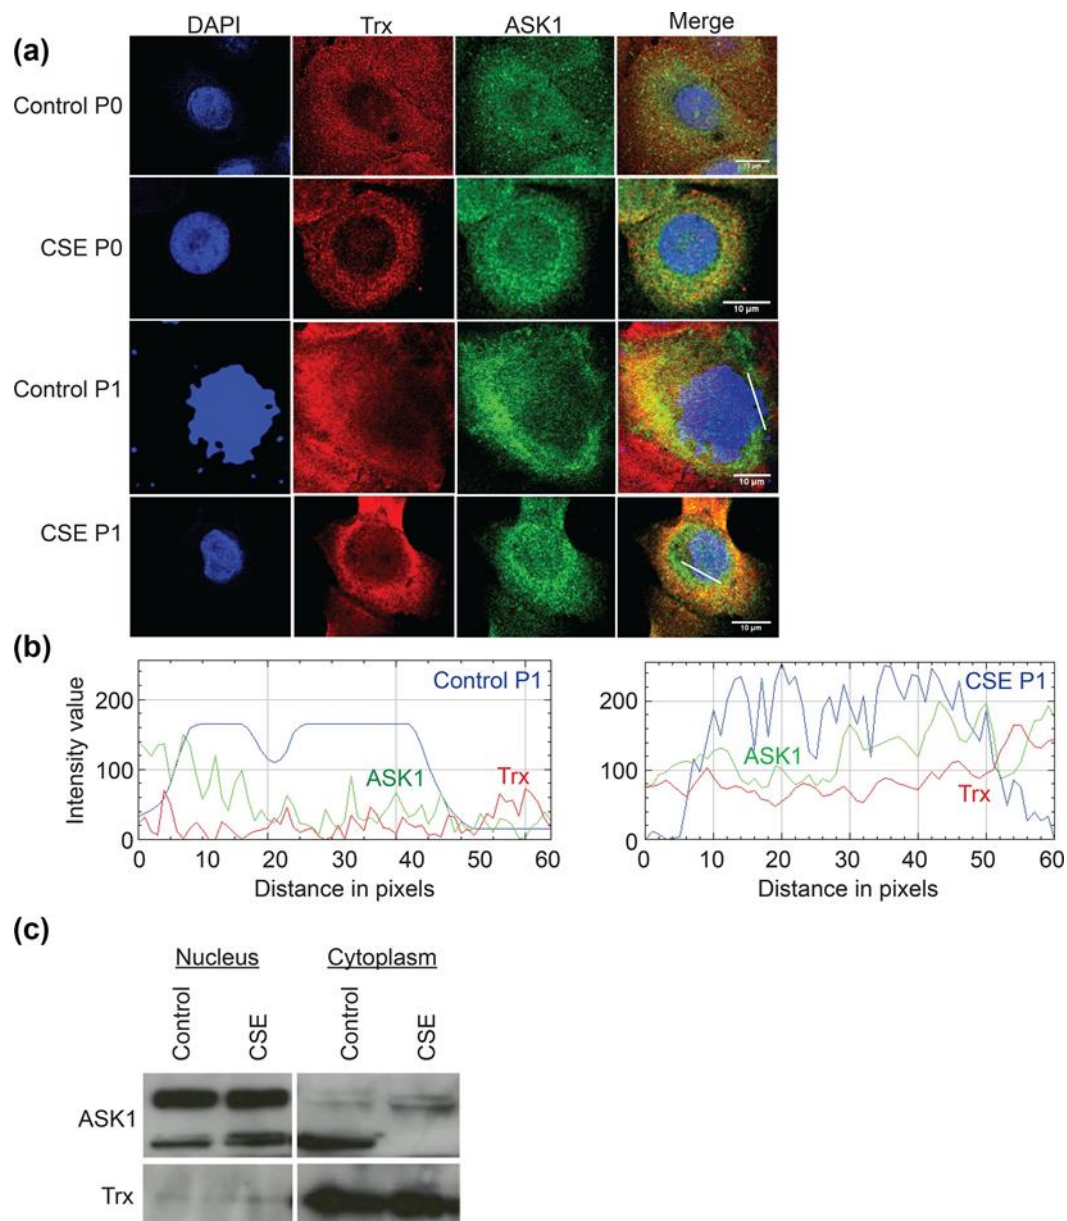 (a)
DAPI Trx ASK1 Merge
Control P0
CSE P0
10 µm
Control P1
10 µm
CSE P1
10 µm
(b)
Intensity value
200
100
0
Control P1
ASK1
Trx
0 10 20 30 40 50 60
Distance in pixels
200
100
0
CSE P1
ASK1
Trx
0 10 20 30 40 50 60
Distance in pixels
(c)
Nucleus Cytoplasm
Control CSE Control CSE
ASK1
Trx